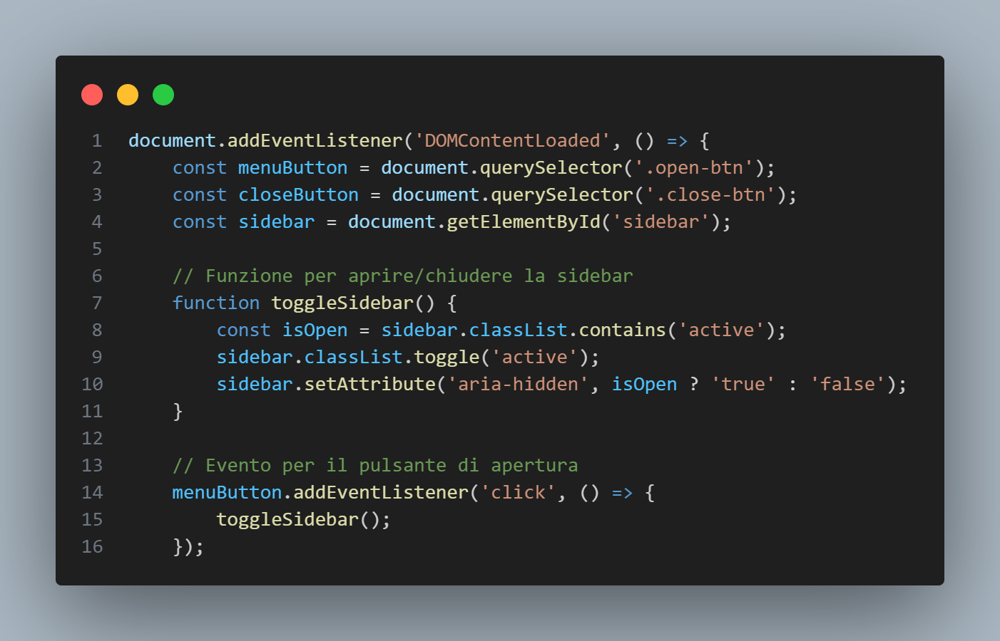 1 document.addEventListener('DOMContentLoaded', () => {
2     const menuButton = document.querySelector('.open-btn');
3     const closeButton = document.querySelector('.close-btn');
4     const sidebar = document.getElementById('sidebar');
5
6     // Funzione per aprire/chiudere la sidebar
7     function toggleSidebar() {
8         const isOpen = sidebar.classList.contains('active');
9         sidebar.classList.toggle('active');
10         sidebar.setAttribute('aria-hidden', isOpen ? 'true' : 'false');
11     }
12
13     // Evento per il pulsante di apertura
14     menuButton.addEventListener('click', () => {
15         toggleSidebar();
16     });